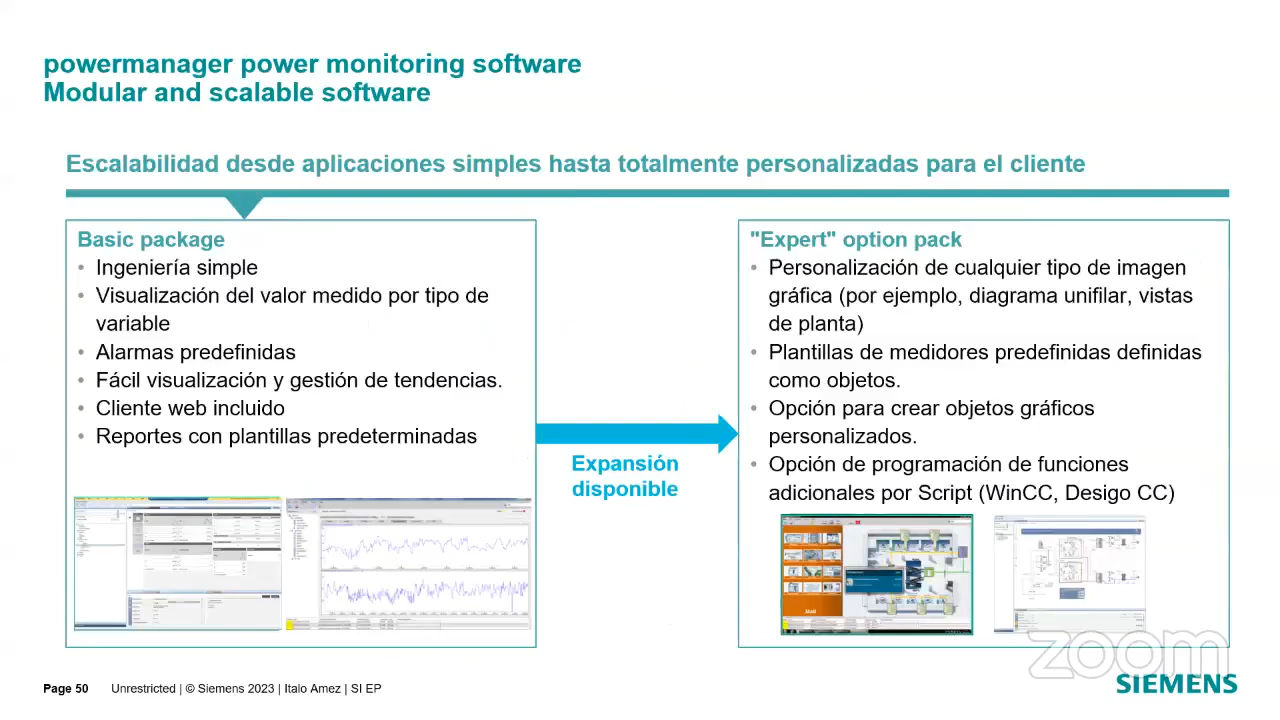 powermanager power monitoring software
Modular and scalable software
Escalabilidad desde aplicaciones simples hasta totalmente personalizadas para el cliente
Basic package
• Ingeniería simple
• Visualización del valor medido por tipo de
variable
• Alarmas predefinidas
• Fácil visualización y gestión de tendencias.
• Cliente web incluido
• Reportes con plantillas predeterminadas
Expansión
disponible
"Expert" option pack
• Personalización de cualquier tipo de imagen
gráfica (por ejemplo, diagrama unifilar, vistas
de planta)
• Plantillas de medidores predefinidas definidas
como objetos.
• Opción para crear objetos gráficos
personalizados.
• Opción de programación de funciones
adicionales por Script (WinCC, Desigo CC)
zoom
SIEMENS
Page 50 Unrestricted | © Siemens 2023 | Italo Amez | SI EP